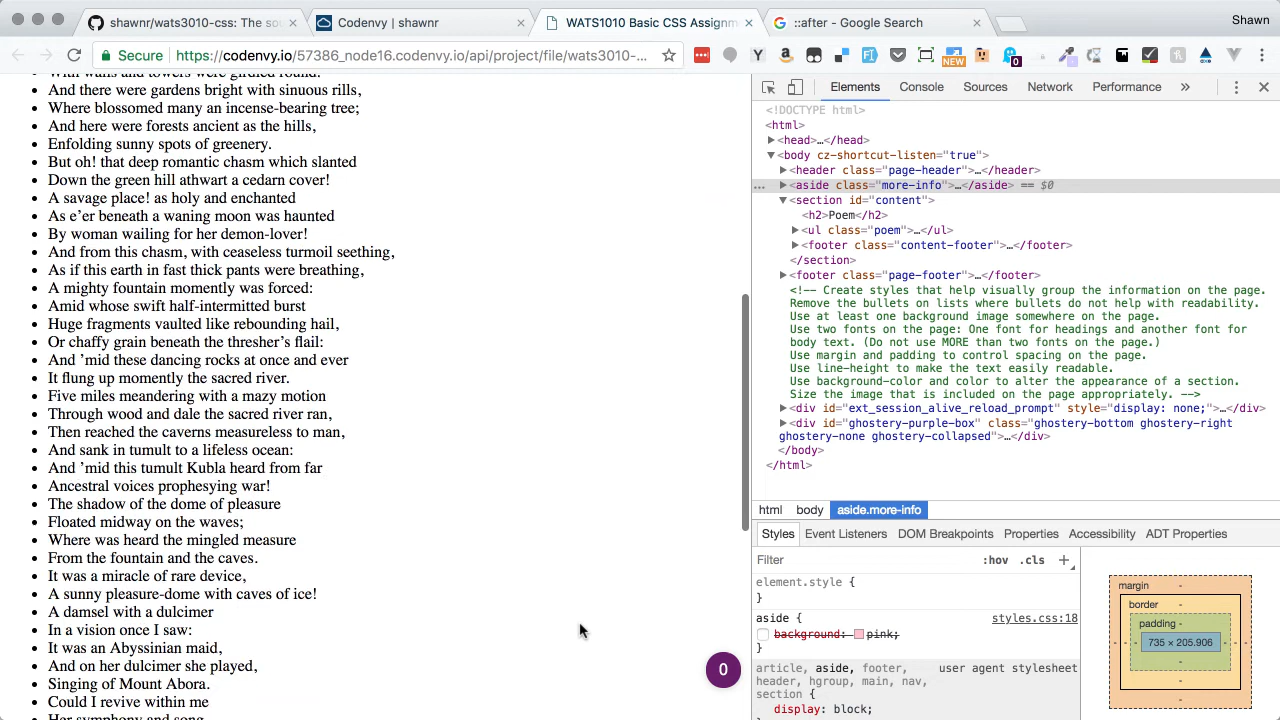 shawnr/wats3010-css: The sou
Codenvy | shawnr
WATS1010 Basic CSS Assignm
::after - Google Search
Shawn
Secure
https://codenvy.io/57386_node16.codenvy.io/api/project/file/wats3010-...
With walls and towers were girdled round:
And there were gardens bright with sinuous rills,
Where blossomed many an incense-bearing tree;
And here were forests ancient as the hills,
Enfolding sunny spots of greenery.
But oh! that deep romantic chasm which slanted
Down the green hill athwart a cedarn cover!
A savage place! as holy and enchanted
As e’er beneath a waning moon was haunted
By woman wailing for her demon-lover!
And from this chasm, with ceaseless turmoil seething,
As if this earth in fast thick pants were breathing,
A mighty fountain momently was forced:
Amid whose swift half-intermitted burst
Huge fragments vaulted like rebounding hail,
Or chaffy grain beneath the thresher’s flail:
And ’mid these dancing rocks at once and ever
It flung up momently the sacred river.
Five miles meandering with a mazy motion
Through wood and dale the sacred river ran,
Then reached the caverns measureless to man,
And sank in tumult to a lifeless ocean:
And ’mid this tumult Kubla heard from far
Ancestral voices prophesying war!
The shadow of the dome of pleasure
Floated midway on the waves;
Where was heard the mingled measure
From the fountain and the caves.
It was a miracle of rare device,
A sunny pleasure-dome with caves of ice!
A damsel with a dulcimer
In a vision once I saw:
It was an Abyssinian maid,
And on her dulcimer she played,
Singing of Mount Abora.
Could I revive within me
Her symphony and song
0
Elements
Console
Sources
Network
Performance
<!DOCTYPE html>
<html>
<head>…</head>
<body cz-shortcut-listen="true">
<header class="page-header">…</header>
<aside class="more-info">…</aside> == $0
<section id="content">
<h2>Poem</h2>
<ul class="poem">…</ul>
<footer class="content-footer">…</footer>
</section>
<footer class="page-footer">…</footer>
<!-- Create styles that help visually group the information on the page.
Remove the bullets on lists where bullets do not help with readability.
Use at least one background image somewhere on the page.
Use two fonts on the page: One font for headings and another font for
body text. (Do not use MORE than two fonts on the page.)
Use margin and padding to control spacing on the page.
Use line-height to make the text easily readable.
Use background-color and color to alter the appearance of a section.
Size the image that is included on the page appropriately. -->
<div id="ext_session_alive_reload_prompt" style="display: none;">…</div>
<div id="ghostery-purple-box" class="ghostery-bottom ghostery-right
ghostery-none ghostery-collapsed">…</div>
</body>
</html>
html
body
aside.more-info
Styles
Event Listeners
DOM Breakpoints
Properties
Accessibility
ADT Properties
Filter
:hov
.cls
+
element.style {
}
aside {
styles.css:18
background: pink;
}
article, aside, footer,
user agent stylesheet
header, hgroup, main, nav,
section {
display: block;
margin
-
border
-
padding
-
735 × 205.906
NEW
0